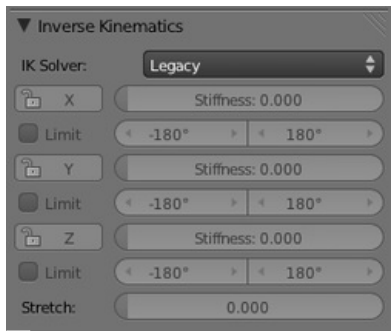 Inverse Kinematics
IK Solver: Legacy
X Stiffness: 0.000
Limit -180° 180°
Y Stiffness: 0.000
Limit -180° 180°
Z Stiffness: 0.000
Limit -180° 180°
Stretch: 0.000